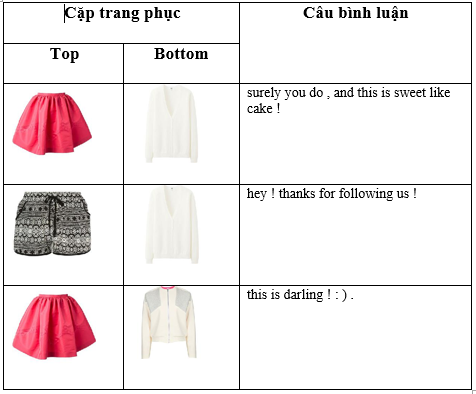 Cặp trang phục
Câu bình luận
Top
Bottom
surely you do , and this is sweet like
cake !
hey ! thanks for following us !
this is darling ! : ) .